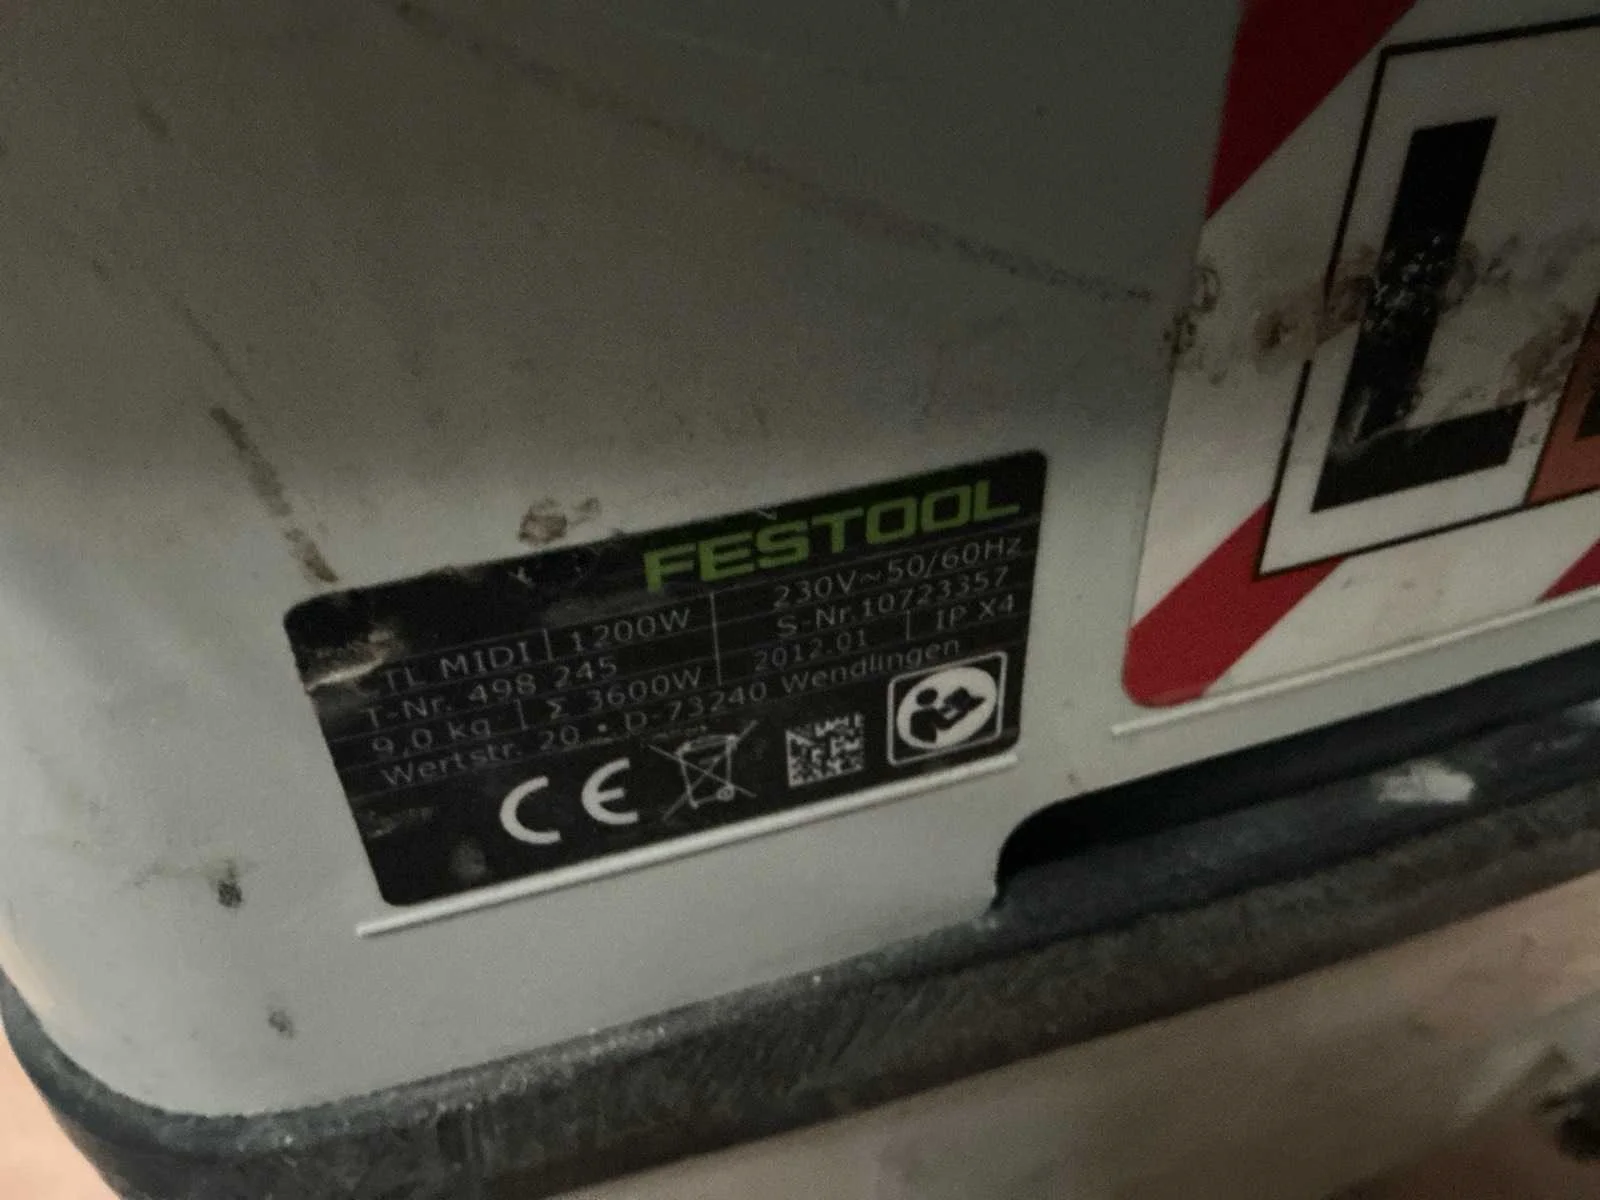 FESTOOL
TL MIDI 1200W 230V~50/60Hz
T-Nr. 498 245 S-Nr.10723357
9,0 kg Σ 3600W 2012.01 IP X4
Wertstr. 20 • D-73240 Wendlingen
CE
L